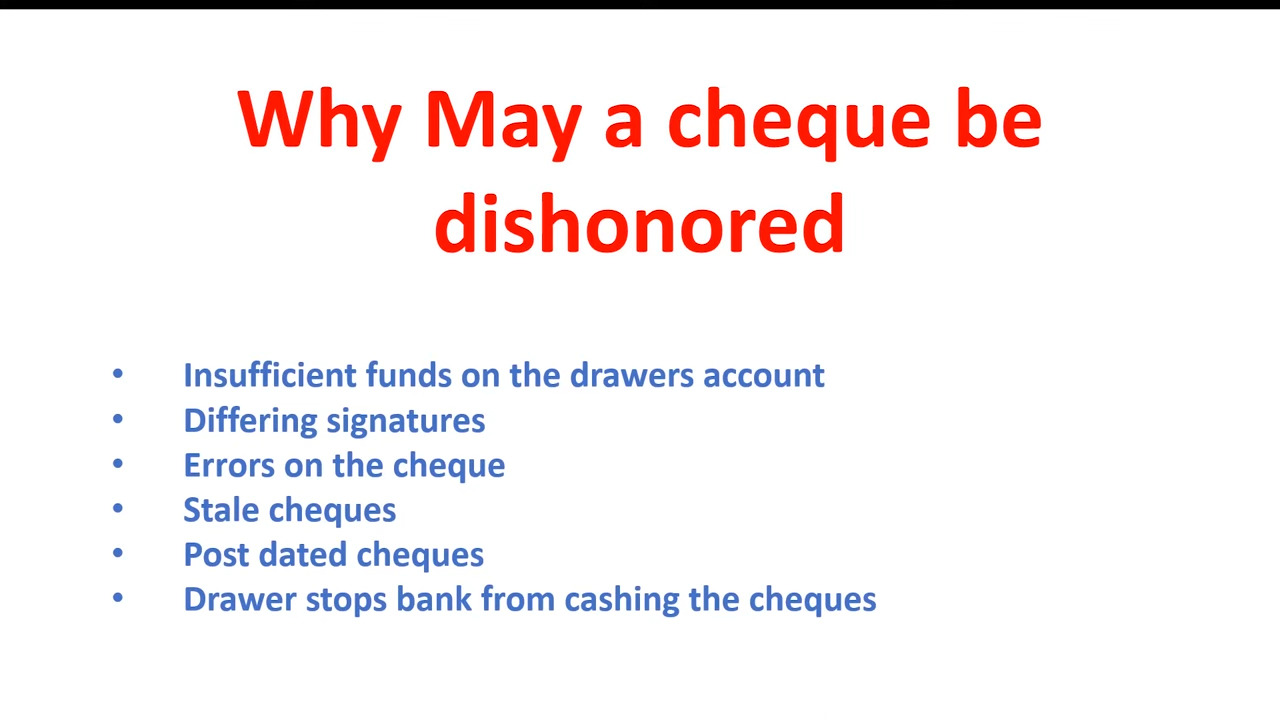 Why May a cheque be
dishonored
• Insufficient funds on the drawers account
• Differing signatures
• Errors on the cheque
• Stale cheques
• Post dated cheques
• Drawer stops bank from cashing the cheques